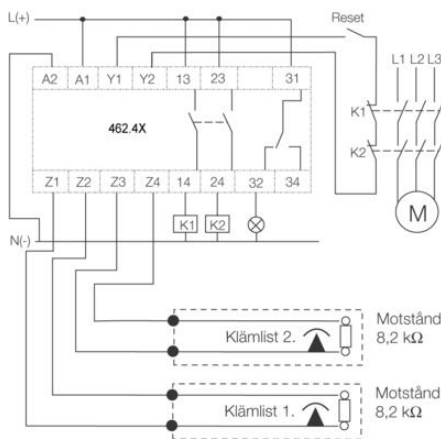 L(+)
Reset
L1 L2 L3
A2 A1 Y1 Y2 13 23 31
K1
462.4X
K2
Z1 Z2 Z3 Z4 14 24 32 34
K1 K2
M
N(-)
Klämlist 2.
Motstånd
8,2 kΩ
Klämlist 1.
Motstånd
8,2 kΩ